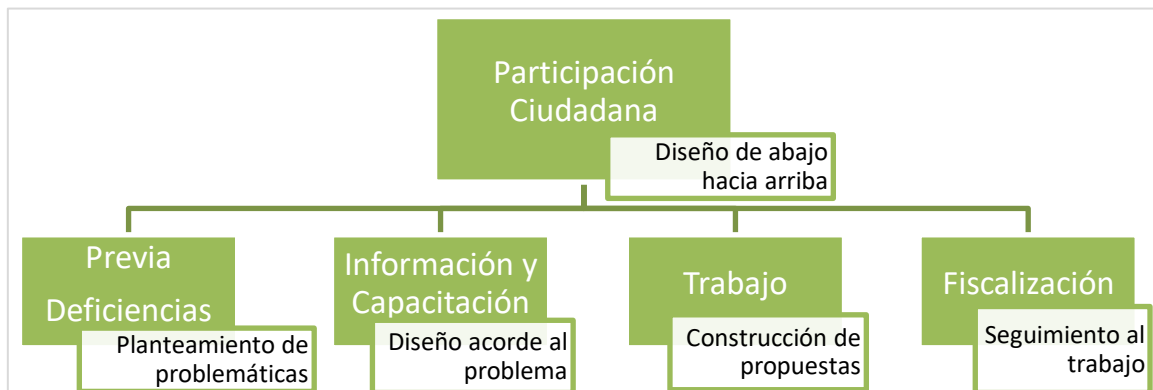 Participación
Ciudadana
Diseño de abajo
hacia arriba
Previa
Deficiencias
Planteamiento de
problemáticas
Información y
Capacitación
Diseño acorde al
problema
Trabajo
Construcción de
propuestas
Fiscalización
Seguimiento al
trabajo